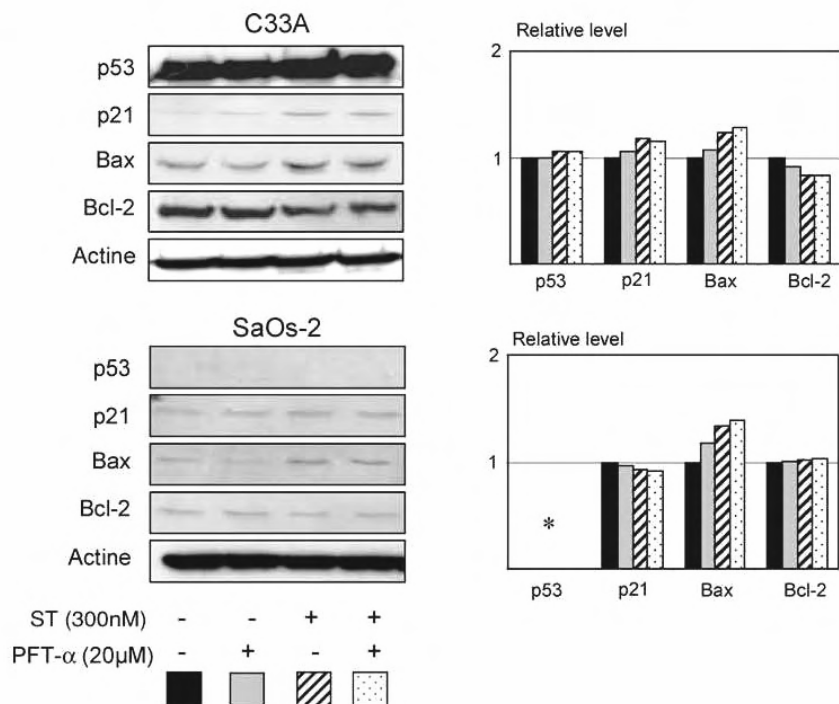 C33A
p53
p21
Bax
Bcl-2
Actine
Relative level
2
1
p53 p21 Bax Bcl-2
SaOs-2
p53
p21
Bax
Bcl-2
Actine
Relative level
2
1
*
p53 p21 Bax Bcl-2
ST (300nM) - - + +
PFT-α (20µM) - + - +